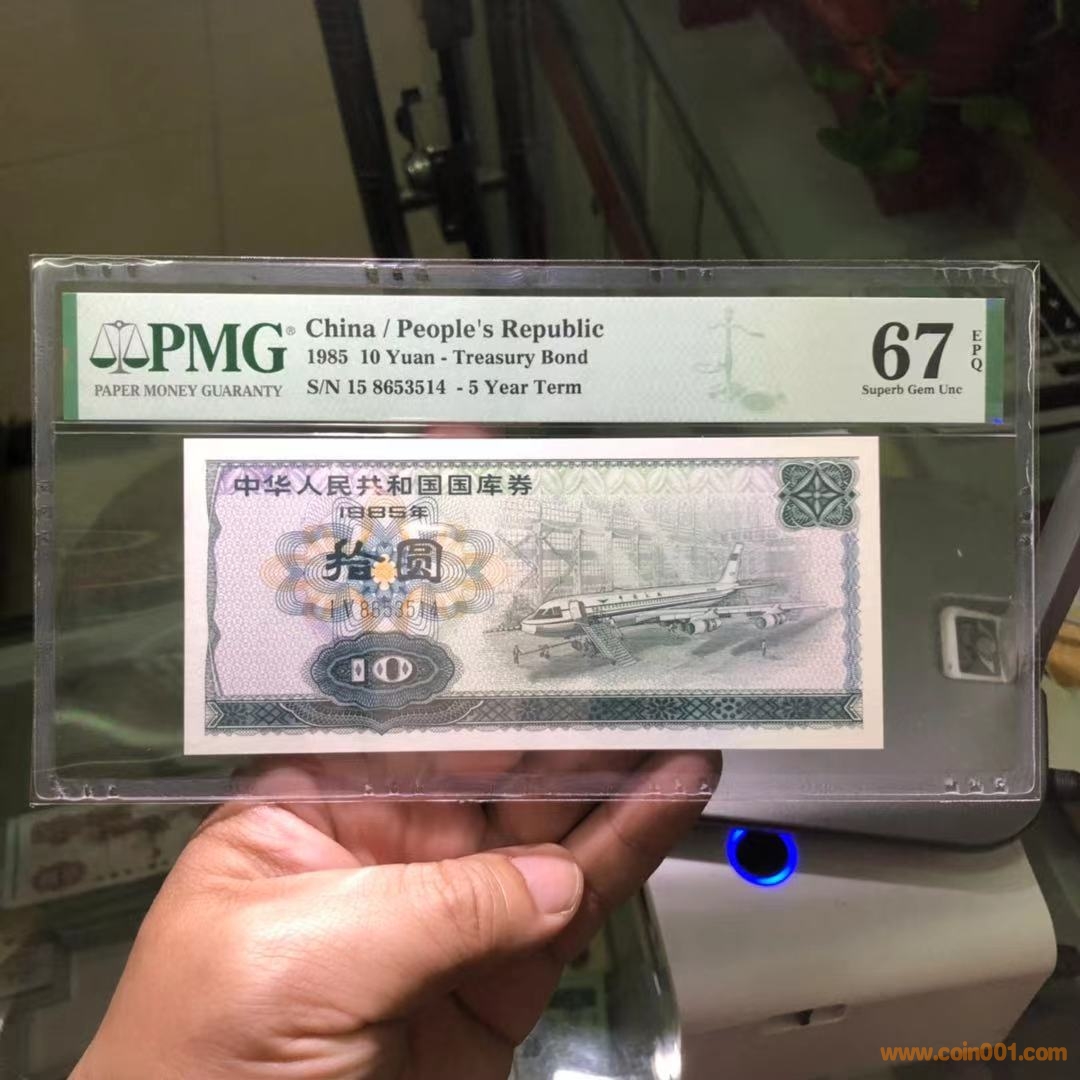 PMG®
PAPER MONEY GUARANTY
China / People's Republic
1985 10 Yuan - Treasury Bond
S/N 15 8653514 - 5 Year Term
67
EPQ
Superb Gem Unc
中华人民共和国国库券
1985年
拾圆
IV 8653514
10
www.coin001.com